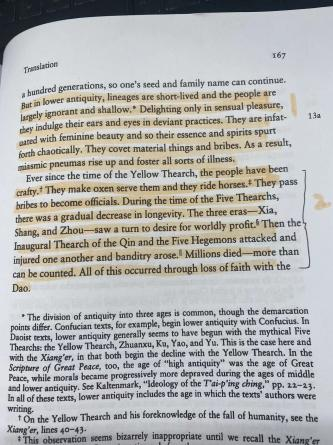 Translation
167
a hundred generations, so one's seed and family name can continue.
But in lower antiquity, lineages are short-lived and the people are
largely ignorant and shallow.* Delighting only in sensual pleasure,
they indulge their ears and eyes in deviant practices. They are infat-
13a
uated with feminine beauty and so their essence and spirits spurt
forth chaotically. They covet material things and bribes. As a result,
miasmic pneumas rise up and foster all sorts of illness.
Ever since the time of the Yellow Thearch, the people have been
crafty.† They make oxen serve them and they ride horses.‡ They pass
bribes to become officials. During the time of the Five Thearchs,
there was a gradual decrease in longevity. The three eras—Xia,
2.
Shang, and Zhou—saw a turn to desire for worldly profit.§ Then the
Inaugural Thearch of the Qin and the Five Hegemons attacked and
injured one another and banditry arose.‖ Millions died—more than
can be counted. All of this occurred through loss of faith with the
Dao.
* The division of antiquity into three ages is common, though the demarcation
points differ. Confucian texts, for example, begin lower antiquity with Confucius. In
Daoist texts, lower antiquity generally seems to have begun with the mythical Five
Thearchs: the Yellow Thearch, Zhuanxu, Ku, Yao, and Yu. This is the case here and
with the Xiang'er, in that both begin the decline with the Yellow Thearch. In the
Scripture of Great Peace, too, the age of "high antiquity" was the age of Great
Peace, while morals became progressively more depraved during the ages of middle
and lower antiquity. See Kaltenmark, "Ideology of the T'ai-p'ing ching," pp. 22–23.
In all of these texts, lower antiquity includes the age in which the texts' authors were
writing.
† On the Yellow Thearch and his foreknowledge of the fall of humanity, see the
Xiang'er, lines 40–43.
‡ This observation seems bizarrely inappropriate until we recall the Xiang'er